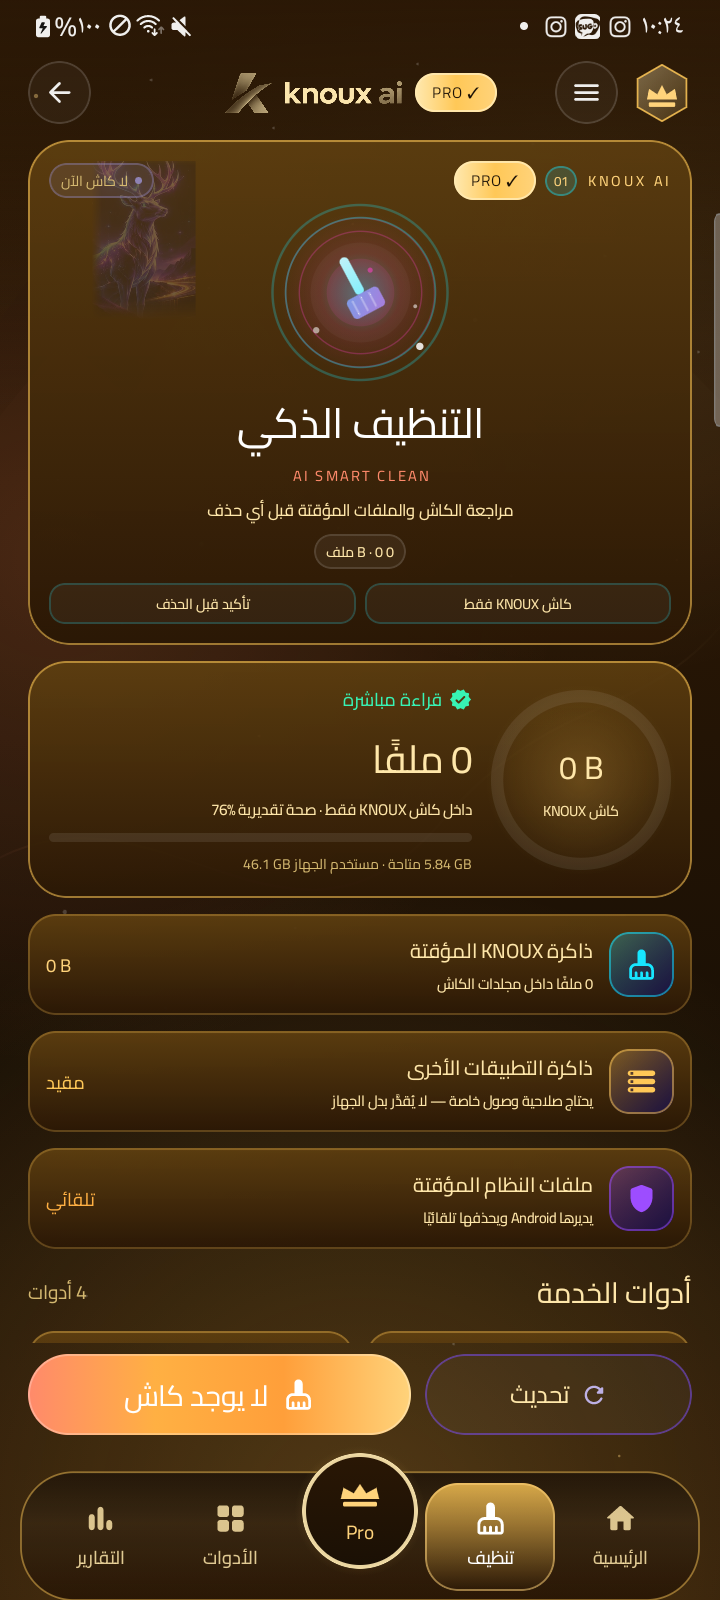 ١٠:٢٤
%١٠٠
knoux ai
PRO ✓
KNOUX AI
01
PRO ✓
لا كاش الآن
التنظيف الذكي
AI SMART CLEAN
مراجعة الكاش والملفات المؤقتة قبل أي حذف
0 B · 0 ملف
كاش KNOUX فقط
تأكيد قبل الحذف
0 B
كاش KNOUX
قراءة مباشرة
0 ملفًا
داخل كاش KNOUX فقط · صحة تقديرية 76%
5.84 GB متاحة · مستخدم الجهاز 46.1 GB
ذاكرة KNOUX المؤقتة
0 ملفًا داخل مجلدات الكاش
0 B
ذاكرة التطبيقات الأخرى
يحتاج صلاحية وصول خاصة — لا يُقدَّر بدل الجهاز
مقيد
ملفات النظام المؤقتة
يديرها Android ويحذفها تلقائيًا
تلقائي
أدوات الخدمة
4 أدوات
تحديث
لا يوجد كاش
الرئيسية
تنظيف
Pro
الأدوات
التقارير